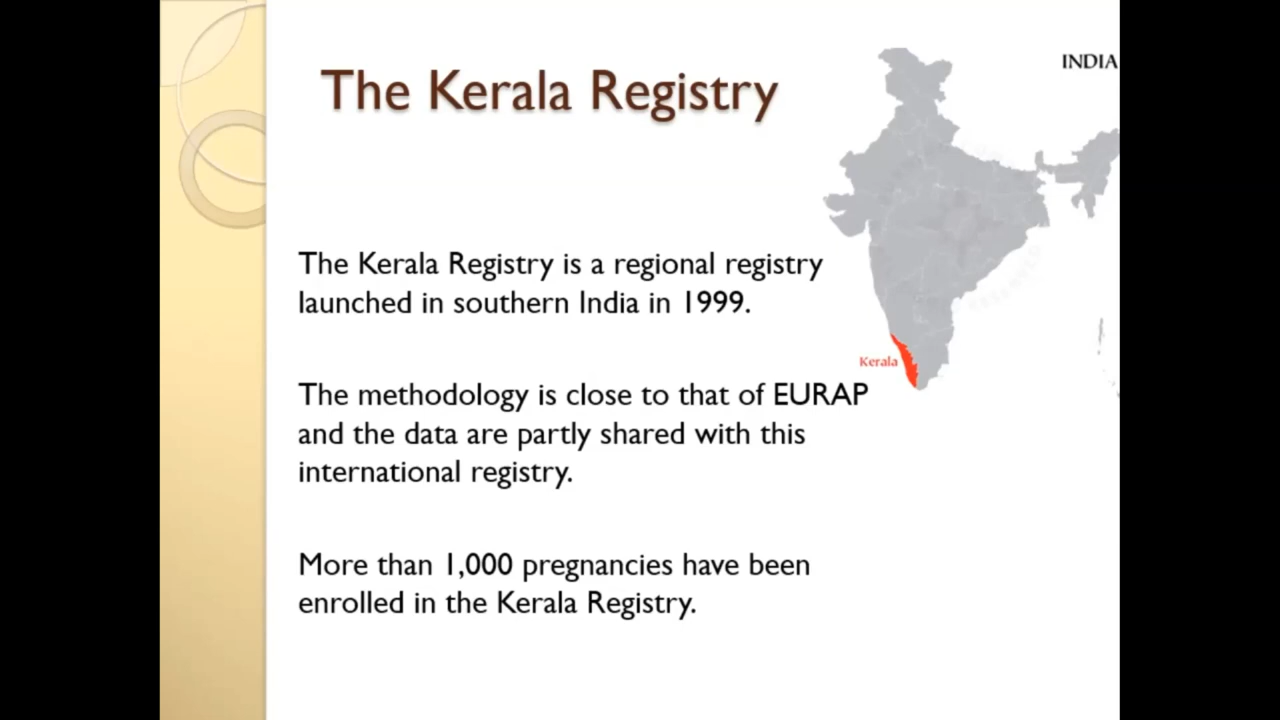 The Kerala Registry
INDIA
The Kerala Registry is a regional registry
launched in southern India in 1999.
Kerala
The methodology is close to that of EURAP
and the data are partly shared with this
international registry.
More than 1,000 pregnancies have been
enrolled in the Kerala Registry.